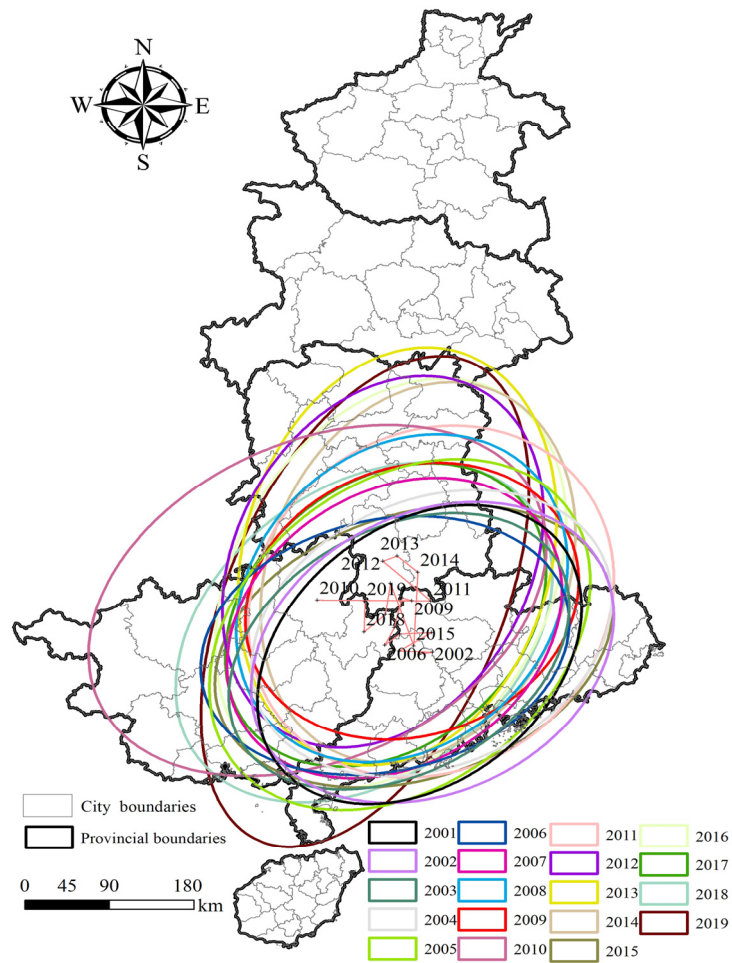 N
W E
S
2013
2012 2014
2010 2019 2011
2009
2018 2015
2006 2002
City boundaries
Provincial boundaries
0 45 90 180
km
2001 2006 2011 2016
2002 2007 2012 2017
2003 2008 2013 2018
2004 2009 2014 2019
2005 2010 2015